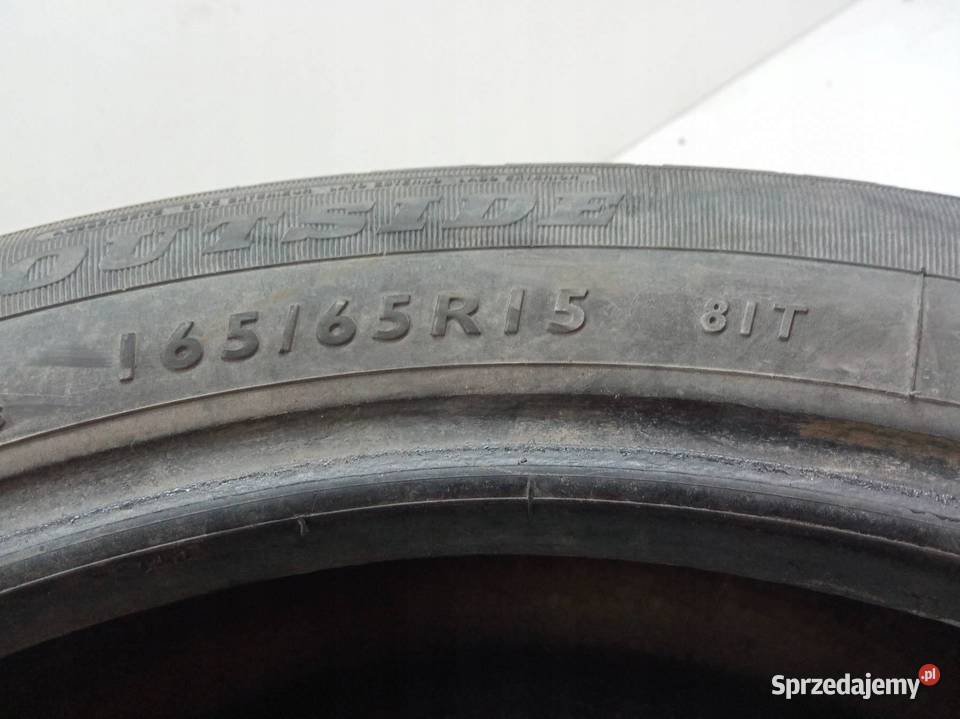 OUTSIDE
165/65R15 81T
Sprzedajemy.pl